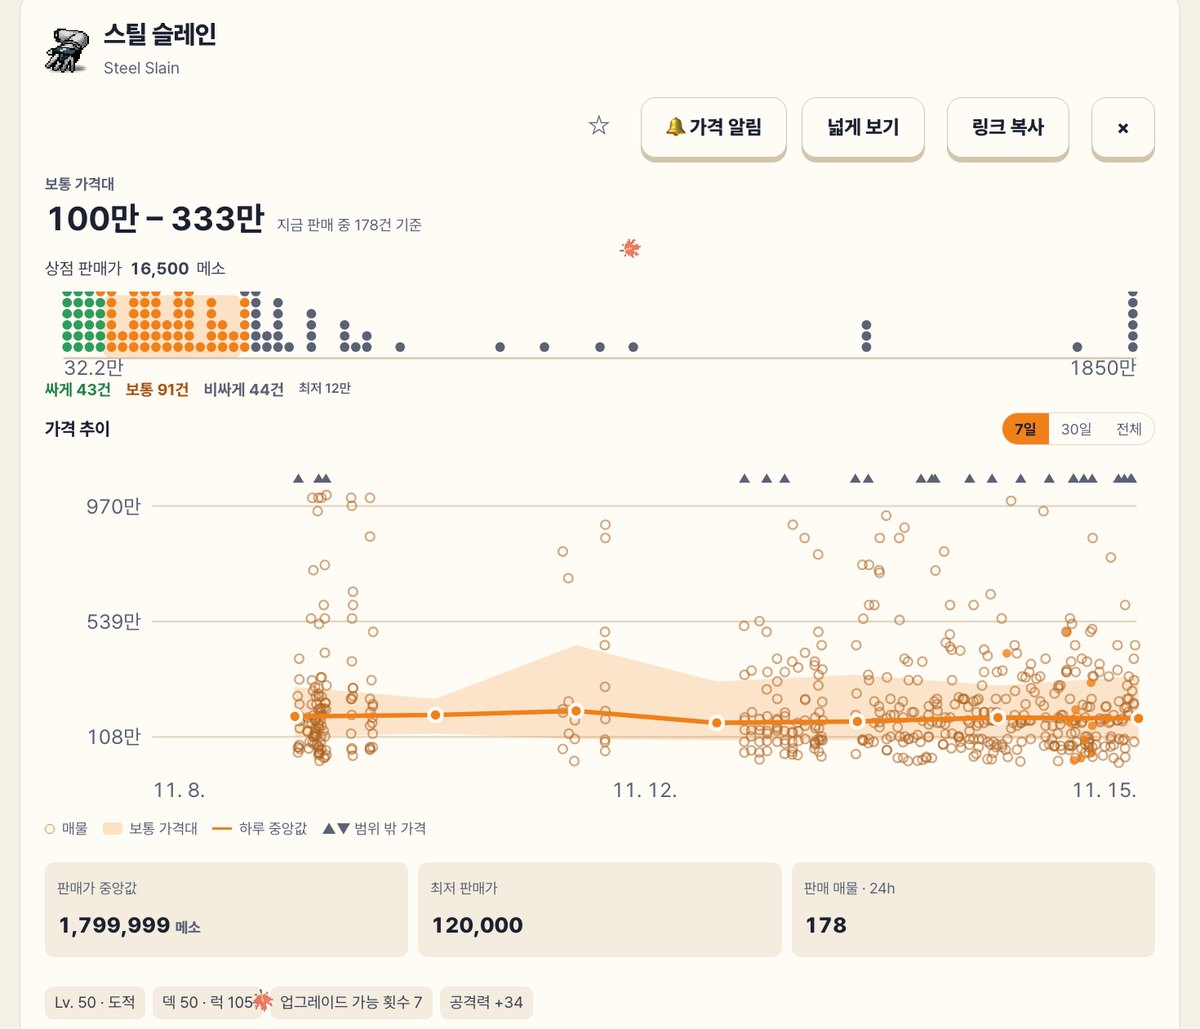 스틸 슬레인
Steel Slain
☆ 🔔 가격 알림 넓게 보기 링크 복사 ×
보통 가격대
100만 – 333만 지금 판매 중 178건 기준
상점 판매가 16,500 메소
32.2만 1850만
싸게 43건 보통 91건 비싸게 44건 최저 12만
가격 추이 7일 30일 전체
970만
539만
108만
11. 8. 11. 12. 11. 15.
매물 보통 가격대 하루 중앙값 ▲▼ 범위 밖 가격
판매가 중앙값 최저 판매가 판매 매물 · 24h
1,799,999 메소 120,000 178
Lv. 50 · 도적 덱 50 · 럭 105 업그레이드 가능 횟수 7 공격력 +34